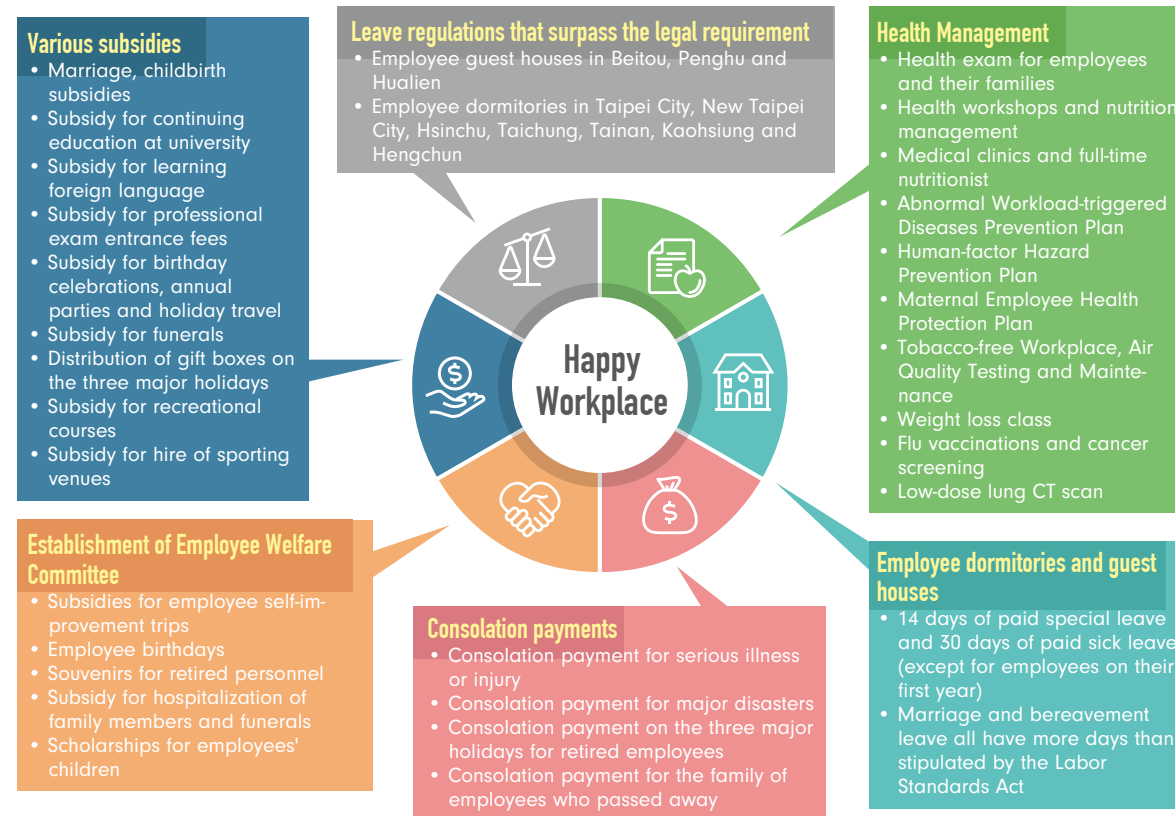 Various subsidies
• Marriage, childbirth
subsidies
• Subsidy for continuing
education at university
• Subsidy for learning
foreign language
• Subsidy for professional
exam entrance fees
• Subsidy for birthday
celebrations, annual
parties and holiday travel
• Subsidy for funerals
• Distribution of gift boxes on
the three major holidays
• Subsidy for recreational
courses
• Subsidy for hire of sporting
venues
Leave regulations that surpass the legal requirement
• Employee guest houses in Beitou, Penghu and
Hualien
• Employee dormitories in Taipei City, New Taipei
City, Hsinchu, Taichung, Tainan, Kaohsiung and
Hengchun
Health Management
• Health exam for employees
and their families
• Health workshops and nutrition
management
• Medical clinics and full-time
nutritionist
• Abnormal Workload-triggered
Diseases Prevention Plan
• Human-factor Hazard
Prevention Plan
• Maternal Employee Health
Protection Plan
• Tobacco-free Workplace, Air
Quality Testing and Mainte-
nance
• Weight loss class
• Flu vaccinations and cancer
screening
• Low-dose lung CT scan
$
Happy
Workplace
$
Establishment of Employee Welfare
Committee
• Subsidies for employee self-im-
provement trips
• Employee birthdays
• Souvenirs for retired personnel
• Subsidy for hospitalization of
family members and funerals
• Scholarships for employees'
children
Consolation payments
• Consolation payment for serious illness
or injury
• Consolation payment for major disasters
• Consolation payment on the three major
holidays for retired employees
• Consolation payment for the family of
employees who passed away
Employee dormitories and guest
houses
• 14 days of paid special leave
and 30 days of paid sick leave
(except for employees on their
first year)
• Marriage and bereavement
leave all have more days than
stipulated by the Labor
Standards Act